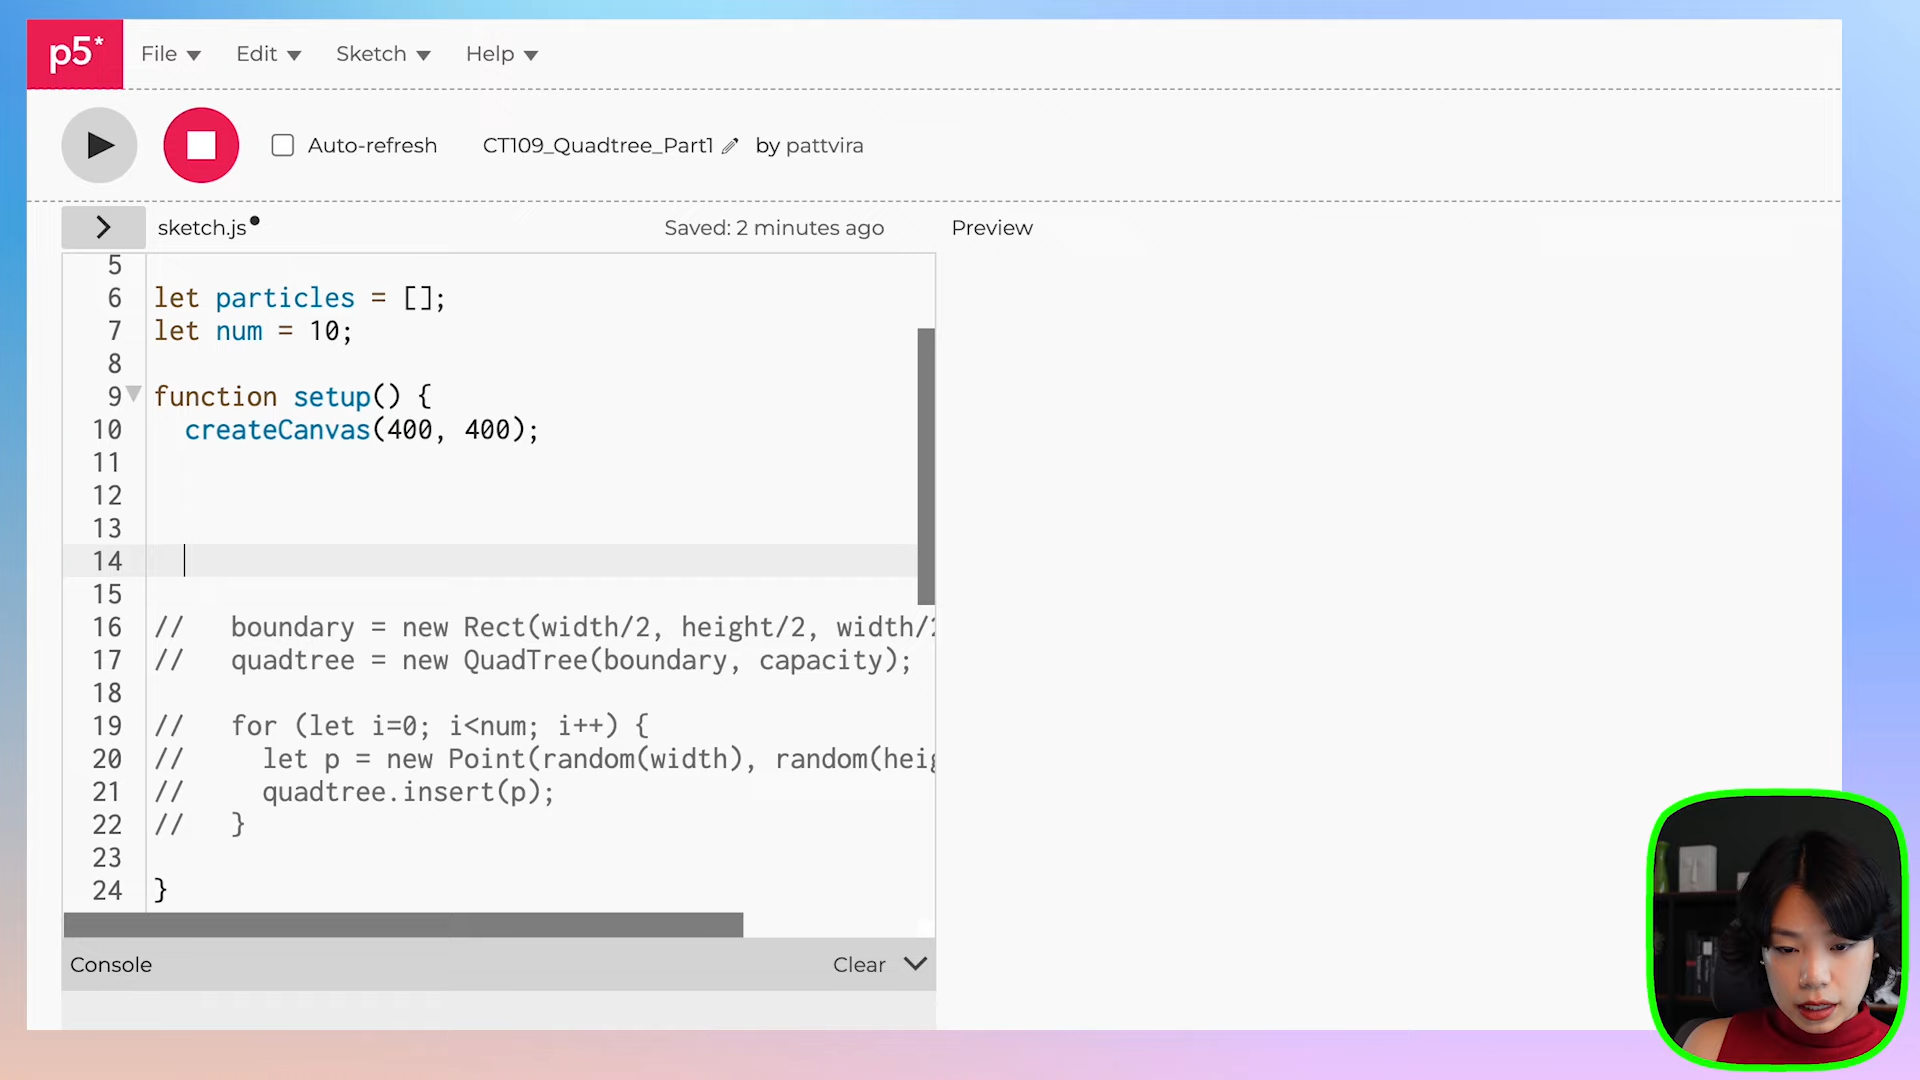 p5* File Edit Sketch Help
Auto-refresh CT109_Quadtree_Part1 by pattvira
sketch.js Saved: 2 minutes ago Preview
5
6 let particles = [];
7 let num = 10;
8
9 function setup() {
10 createCanvas(400, 400);
11
12
13
14
15
16 // boundary = new Rect(width/2, height/2, width/2
17 // quadtree = new QuadTree(boundary, capacity);
18
19 // for (let i=0; i<num; i++) {
20 // let p = new Point(random(width), random(heig
21 // quadtree.insert(p);
22 // }
23
24 }
Console Clear